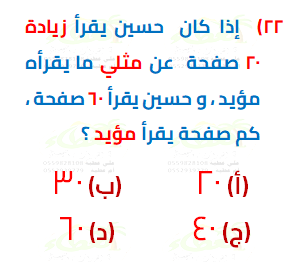 ٢٢) إذا كان حسين يقرأ زيادة
٢٠ صفحة عن مثلي ما يقرأه
مؤيد ، و حسين يقرأ ٦٠ صفحة ،
كم صفحة يقرأ مؤيد ؟
(أ) ٢٠ (ب) ٣٠
(ج) ٤٠ (د) ٦٠